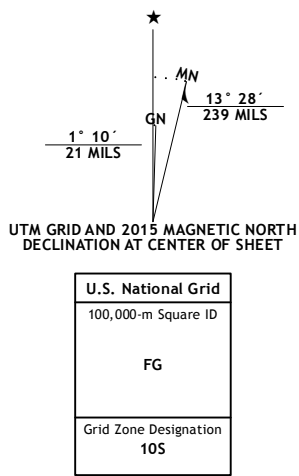 ★
MN
GN
13° 28´
239 MILS
1° 10´
21 MILS
UTM GRID AND 2015 MAGNETIC NORTH
DECLINATION AT CENTER OF SHEET
U.S. National Grid
100,000-m Square ID
FG
Grid Zone Designation
10S